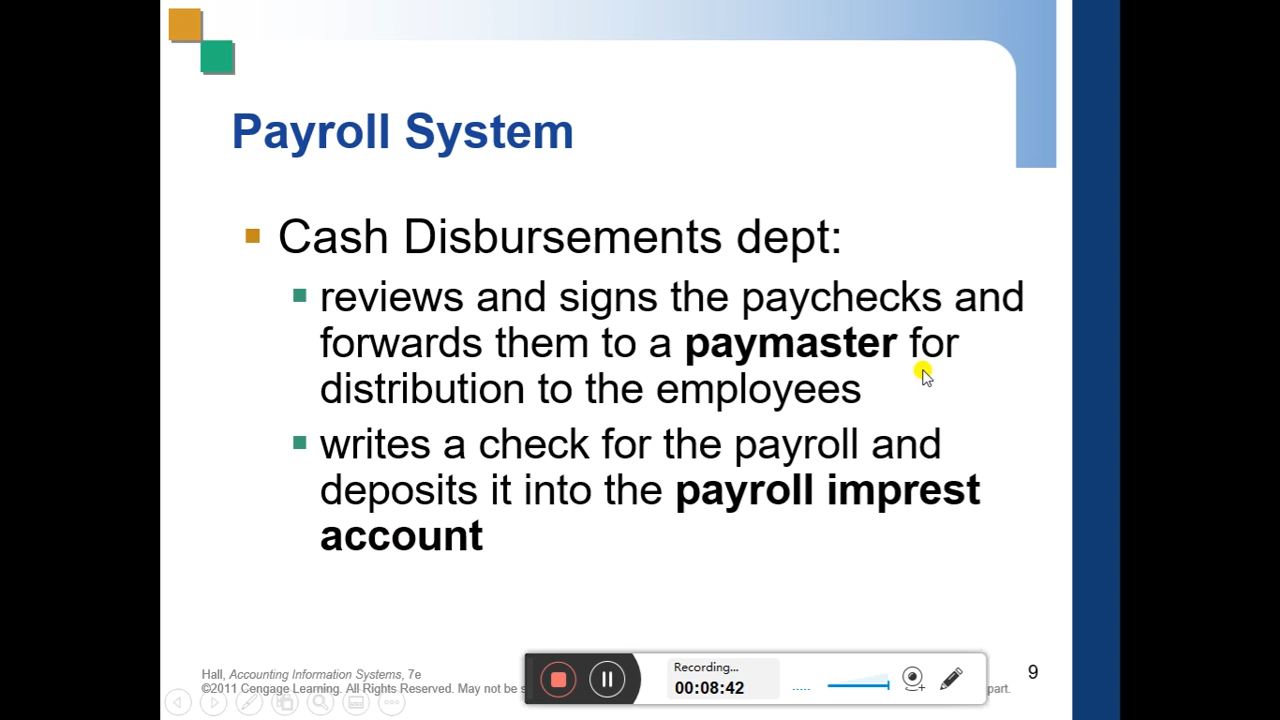 Payroll System
Cash Disbursements dept:
reviews and signs the paychecks and
forwards them to a paymaster for
distribution to the employees
writes a check for the payroll and
deposits it into the payroll imprest
account
Hall, Accounting Information Systems, 7e
©2011 Cengage Learning. All Rights Reserved. May not be s
part.
Recording...
00:08:42
9